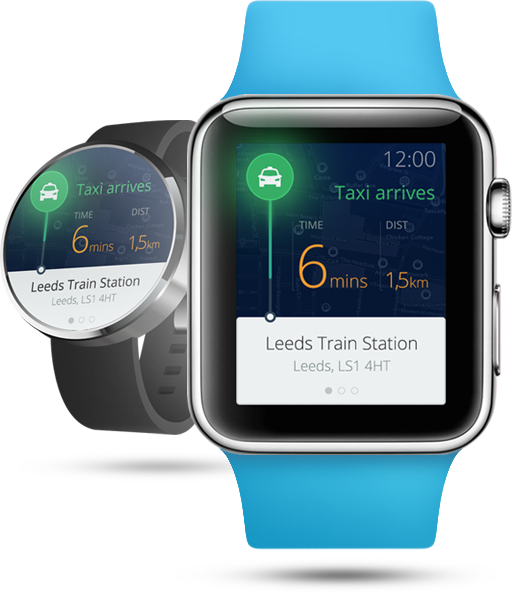 Taxi arrives
TIME DIST
6mins 1,5km
Leeds Train Station
Leeds, LS1 4HT
12:00
Taxi arrives
TIME DIST
6mins 1,5km
Leeds Train Station
Leeds, LS1 4HT